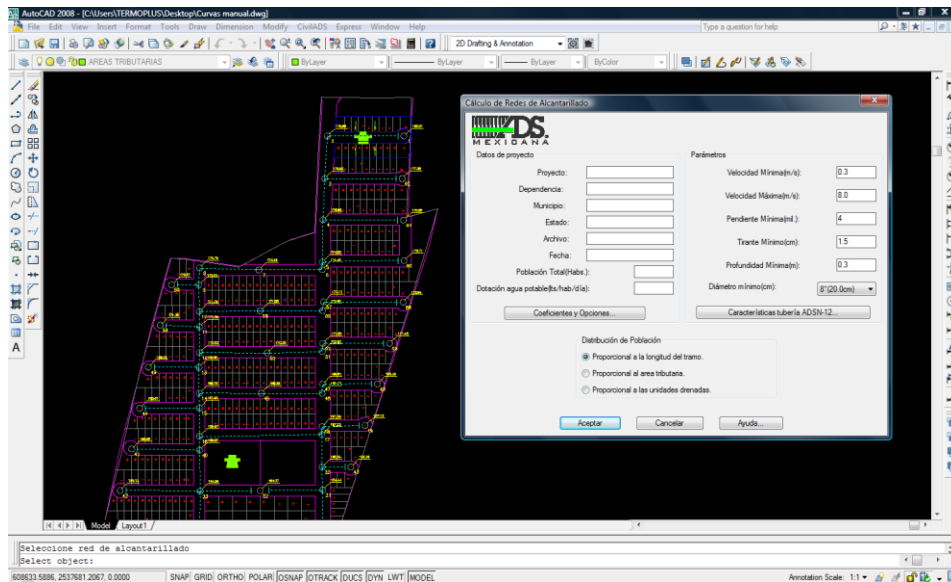 AutoCAD 2008 - [C:\Users\TERMOPLUS\Desktop\Curvas manual.dwg]
File Edit View Insert Format Tools Draw Dimension Modify CivilADS Express Window Help Type a question for help
2D Drafting & Annotation
AREAS TRIBUTARIAS ByLayer ByLayer ByLayer ByColor
Cálculo de Redes de Alcantarillado
ADS.
MEXICANA
Datos de proyecto
Proyecto:
Dependencia:
Municipio:
Estado:
Archivo:
Fecha:
Población Total(Habs.):
Dotación agua potable(lts/hab/día):
Coeficientes y Opciones...
Parámetros
Velocidad Mínima(m/s): 0.3
Velocidad Máxima(m/s): 8.0
Pendiente Mínima(mil.): 4
Tirante Mínimo(cm): 1.5
Profundidad Mínima(m): 0.3
Diámetro mínimo(cm): 8"(20.0cm)
Características tubería ADSN-12...
Distribución de Población
Proporcional a la longitud del tramo.
Proporcional al area tributaria.
Proporcional a las unidades drenadas.
Aceptar Cancelar Ayuda...
Model Layout1
Seleccione red de alcantarillado
Select object:
608633.5886, 2537681.2067, 0.0000 SNAP GRID ORTHO POLAR OSNAP OTRACK DUCS DYN LWT MODEL Annotation Scale: 1:1